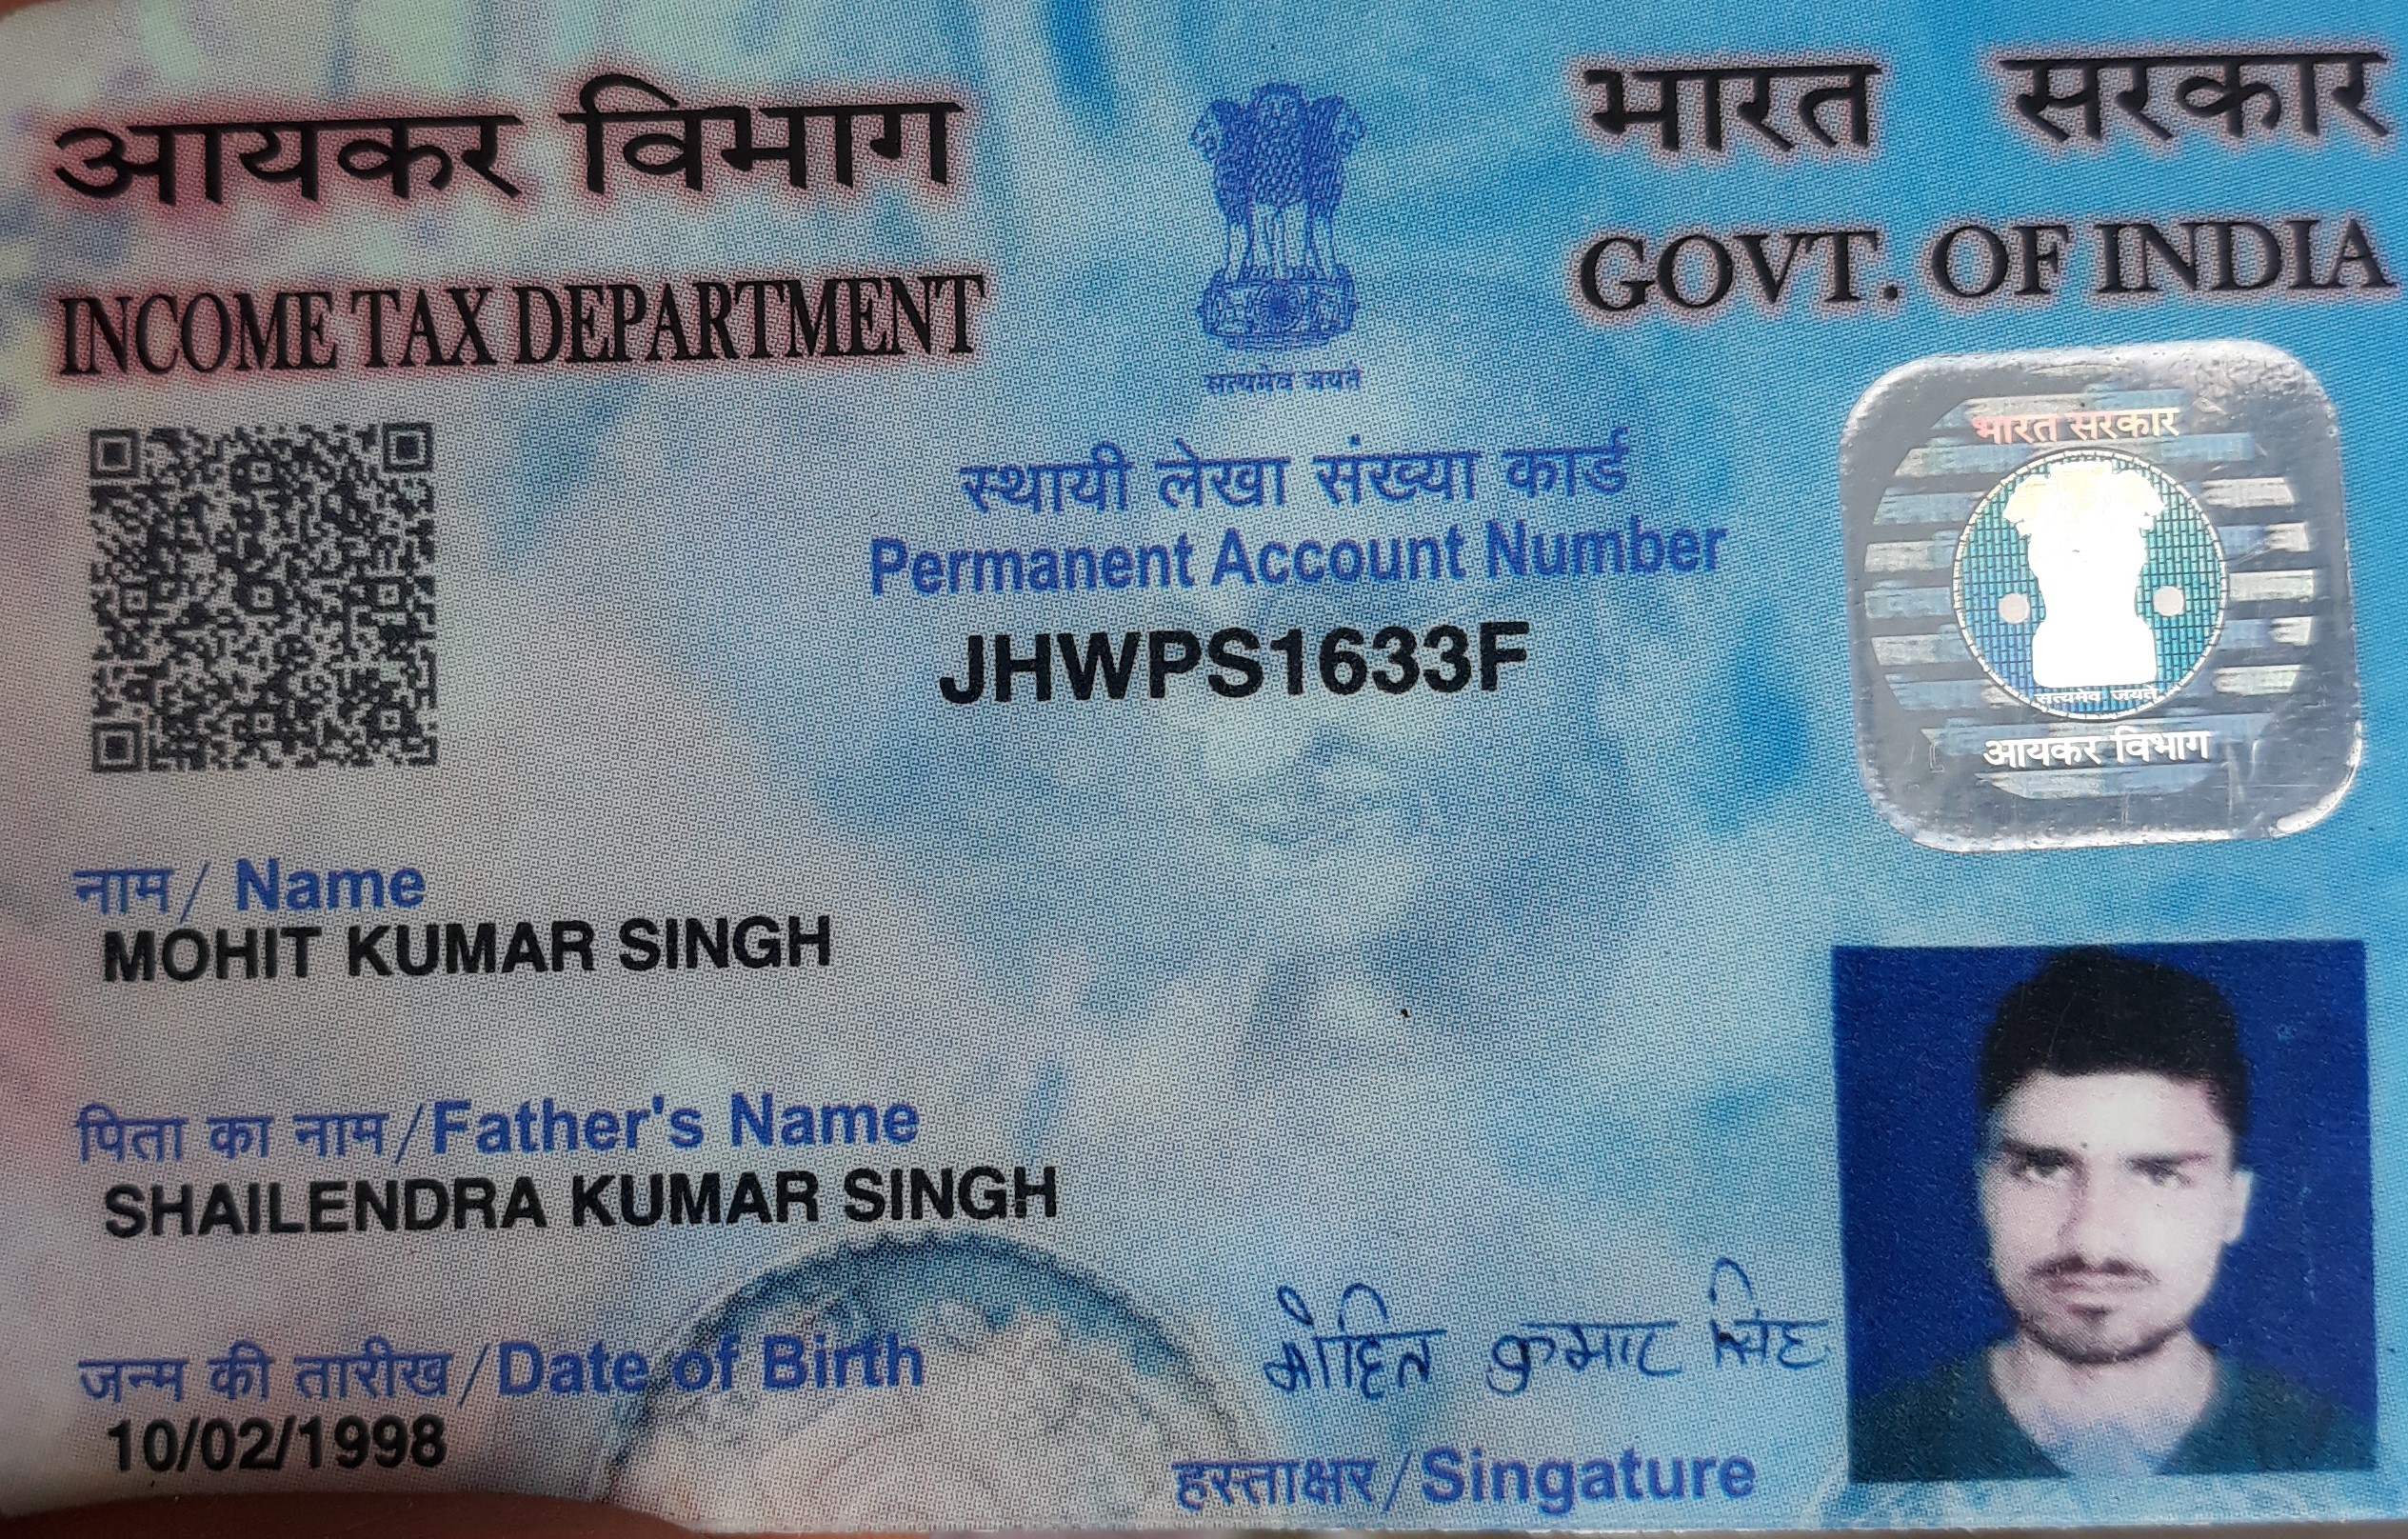 आयकर विभाग
INCOME TAX DEPARTMENT
सत्यमेव जयते
भारत सरकार
GOVT. OF INDIA
स्थायी लेखा संख्या कार्ड
Permanent Account Number
JHWPS1633F
भारत सरकार
सत्यमेव जयते
आयकर विभाग
नाम/ Name
MOHIT KUMAR SINGH
पिता का नाम/Father's Name
SHAILENDRA KUMAR SINGH
जन्म की तारीख/Date of Birth
10/02/1998
मोहित कुमार सिंह
हस्ताक्षर/Singature